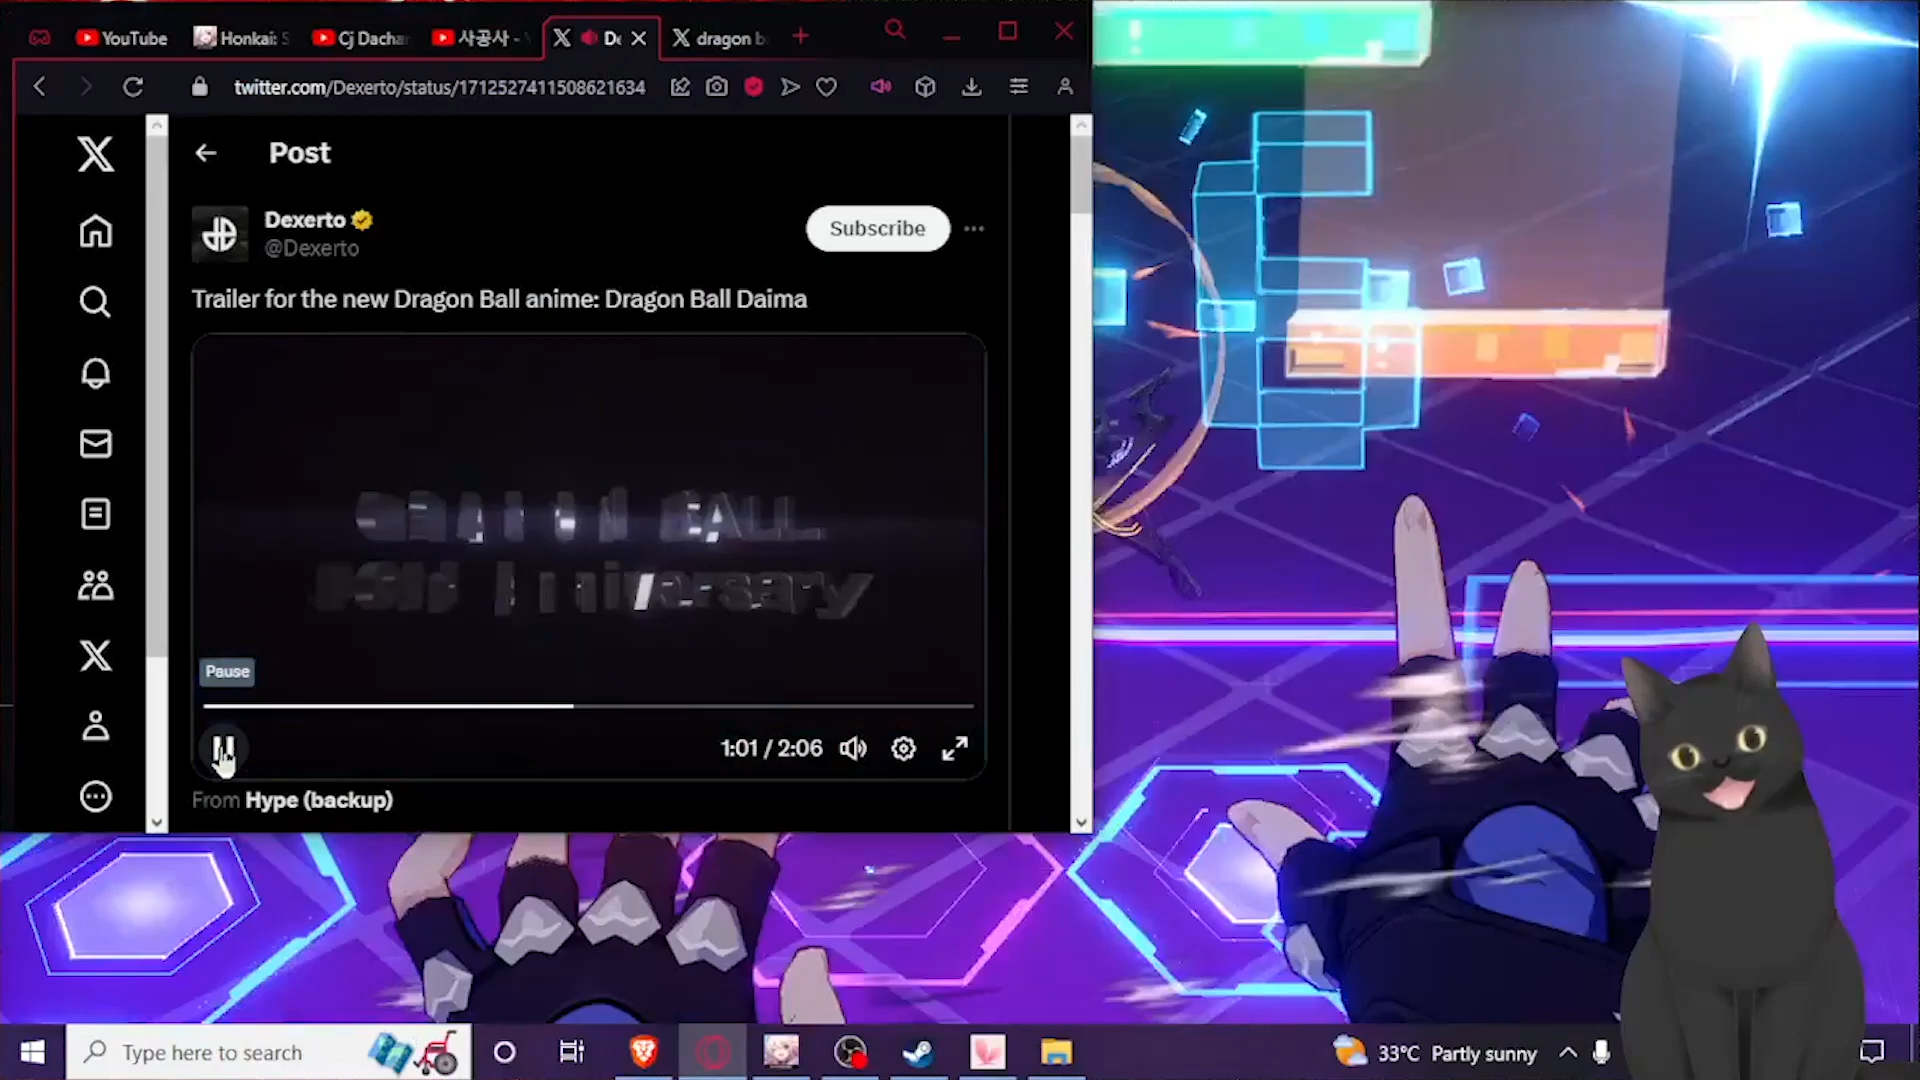 YouTube
Honkai: S
Cj Dachar
사공사 -
De
dragon b
twitter.com/Dexerto/status/1712527411508621634
Post
Dexerto
@Dexerto
Subscribe
Trailer for the new Dragon Ball anime: Dragon Ball Daima
BALL
Anniversary
Pause
1:01 / 2:06
From Hype (backup)
Type here to search
33°C Partly sunny